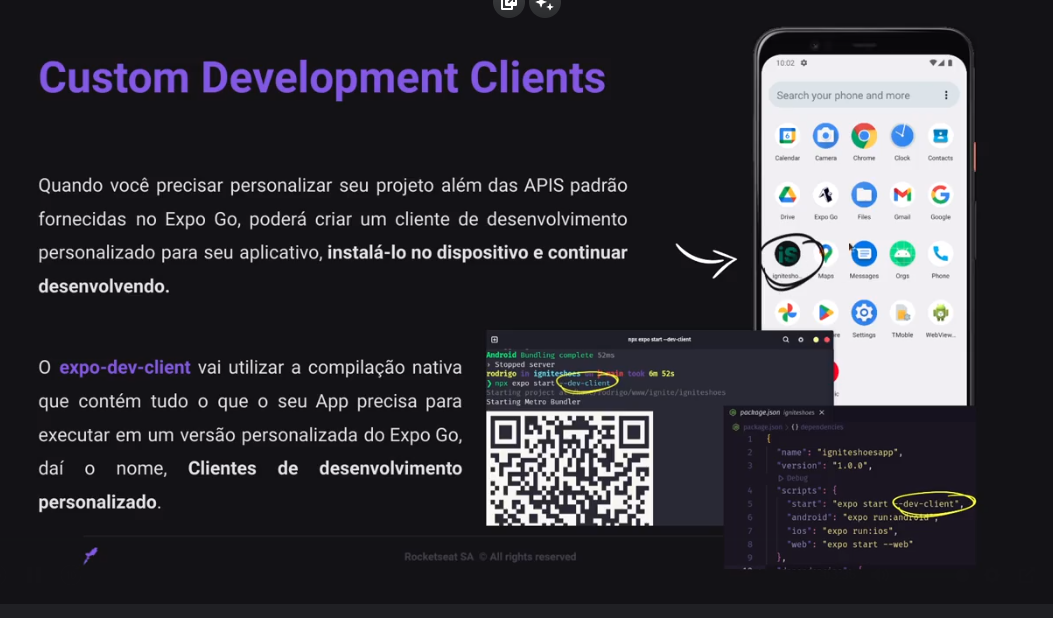 Custom Development Clients
Quando você precisar personalizar seu projeto além das APIS padrão
fornecidas no Expo Go, poderá criar um cliente de desenvolvimento
personalizado para seu aplicativo, instalá-lo no dispositivo e continuar
desenvolvendo.
O expo-dev-client vai utilizar a compilação nativa
que contém tudo o que o seu App precisa para
executar em um versão personalizada do Expo Go,
daí o nome, Clientes de desenvolvimento
personalizado.
10:02
Search your phone and more
Calendar Camera Chrome Clock Contacts
Drive Expo Go Files Gmail Google
ignitesho... Maps Messages Orgs Phone
Settings TMoble WebView...
npx expo start --dev-client
Android Bundling complete 52ms
› Stopped server
rodrigo in igniteshoes on main took 6m 52s
❯ npx expo start --dev-client
Starting project at /home/rodrigo/www/ignite/igniteshoes
Starting Metro Bundler
package.json igniteshoes ×
package.json > {} dependencies
1 {
2 "name": "igniteshoesapp",
3 "version": "1.0.0",
▷ Debug
4 "scripts": {
5 "start": "expo start --dev-client",
6 "android": "expo run:android",
7 "ios": "expo run:ios",
8 "web": "expo start --web"
9 },
Rocketseat SA © All rights reserved